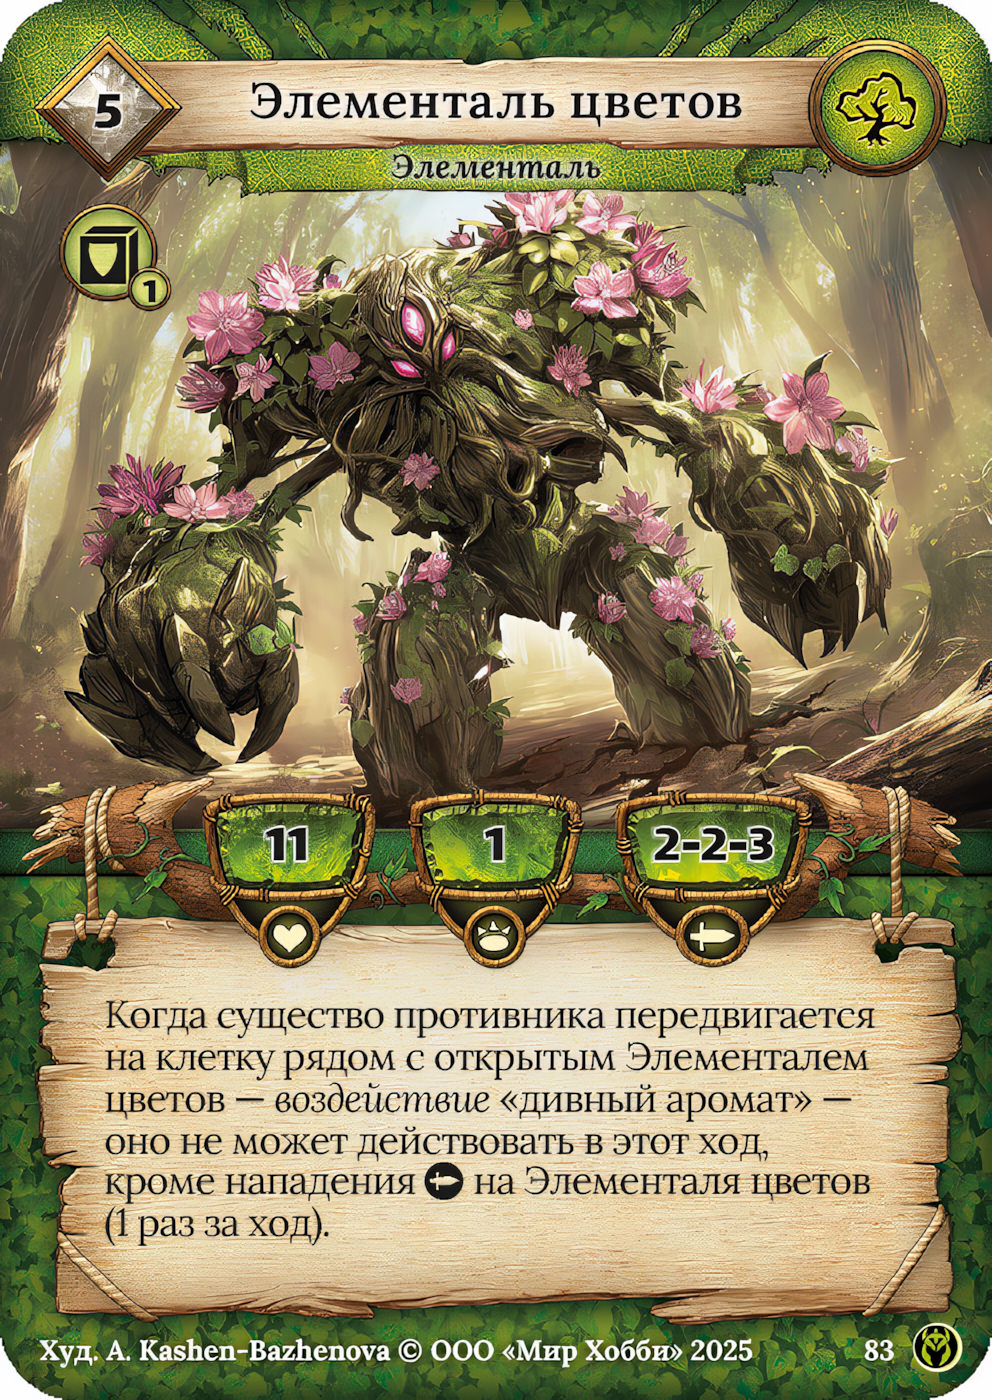 5
Элементаль цветов
Элементаль
1
11
1
2-2-3
Когда существо противника передвигается
на клетку рядом с открытым Элементалем
цветов — воздействие «дивный аромат» —
оно не может действовать в этот ход,
кроме нападения на Элементаля цветов
(1 раз за ход).
Худ. A. Kashen-Bazhenova © ООО «Мир Хобби» 2025
83